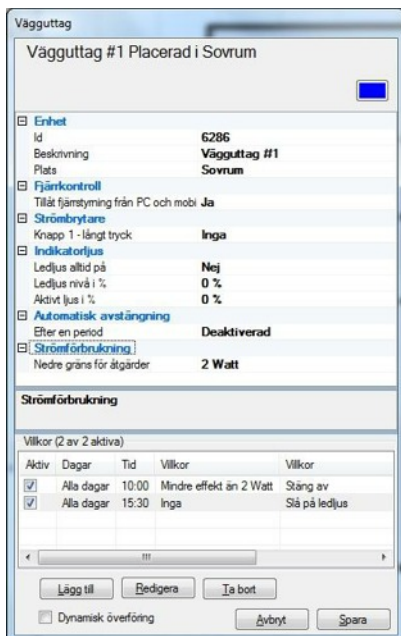 Vägguttag
Vägguttag #1 Placerad i Sovrum
Enhet
Id 6286
Beskrivning Vägguttag #1
Plats Sovrum
Fjärrkontroll
Tillåt fjärrstyrning från PC och mobi Ja
Strömbrytare
Knapp 1 - långt tryck Inga
Indikatorljus
Ledljus alltid på Nej
Ledljus nivå i % 0 %
Aktivt ljus i % 0 %
Automatisk avstängning
Efter en period Deaktiverad
Strömförbrukning
Nedre gräns för åtgärder 2 Watt
Strömförbrukning
Villkor (2 av 2 aktiva)
Aktiv Dagar Tid Villkor Villkor
Alla dagar 10:00 Mindre effekt än 2 Watt Stäng av
Alla dagar 15:30 Inga Slå på ledljus
Lägg till Redigera Ta bort
Dynamisk överföring Avbryt Spara